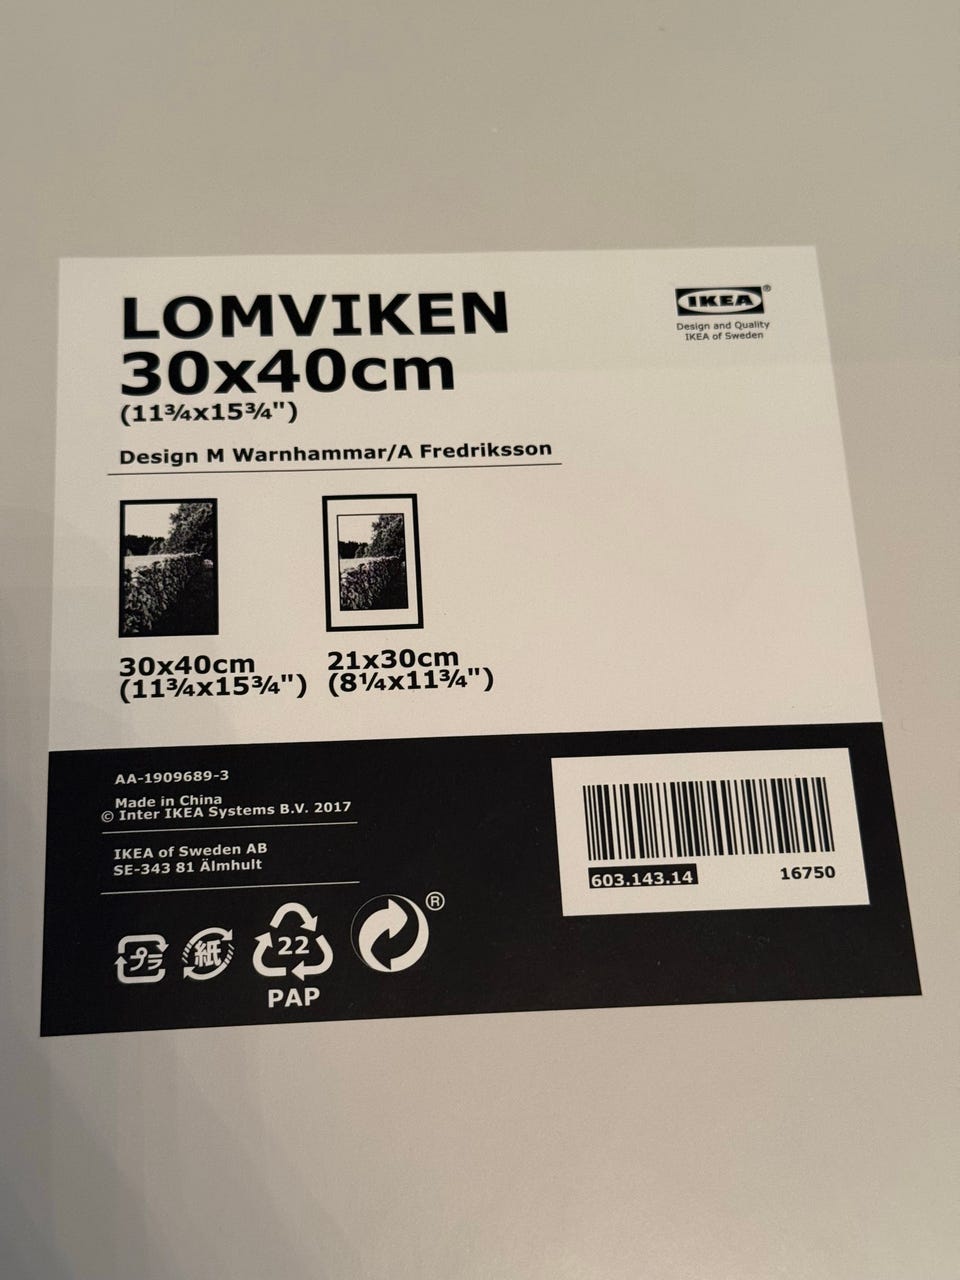 LOMVIKEN
30x40cm
(11¾x15¾")
IKEA®
Design and Quality
IKEA of Sweden
Design M Warnhammar/A Fredriksson
30x40cm
(11¾x15¾")
21x30cm
(8¼x11¾")
AA-1909689-3
Made in China
© Inter IKEA Systems B.V. 2017
IKEA of Sweden AB
SE-343 81 Älmhult
603.143.14
16750
プラ
紙
22
PAP
®